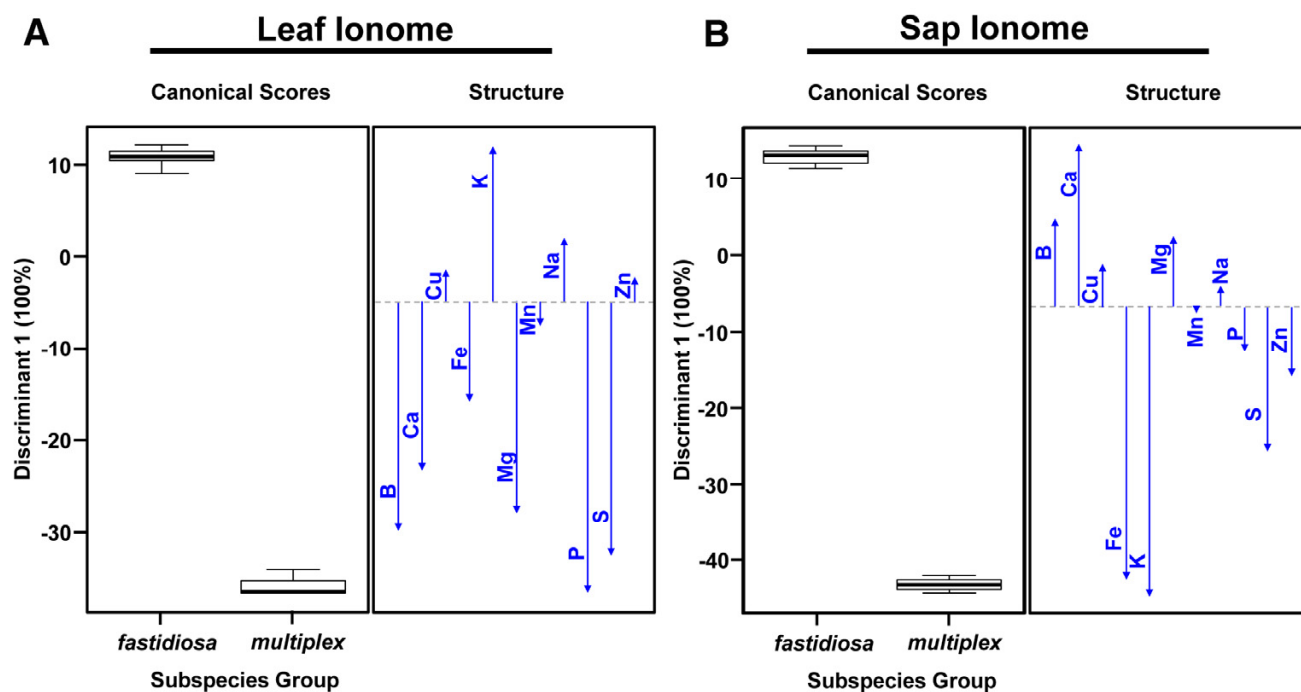 A
Leaf Ionome
Canonical Scores
Structure
Discriminant 1 (100%)
10
0
-10
-20
-30
B
Ca
Cu
Fe
K
Mg
Mn
Na
P
S
Zn
fastidiosa
multiplex
Subspecies Group
B
Sap Ionome
Canonical Scores
Structure
Discriminant 1 (100%)
10
0
-10
-20
-30
-40
B
Ca
Cu
Fe
K
Mg
Mn
Na
P
S
Zn
fastidiosa
multiplex
Subspecies Group